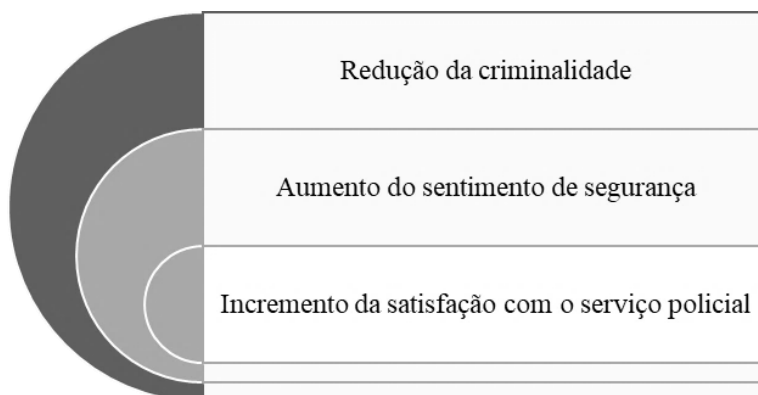 Redução da criminalidade
Aumento do sentimento de segurança
Incremento da satisfação com o serviço policial